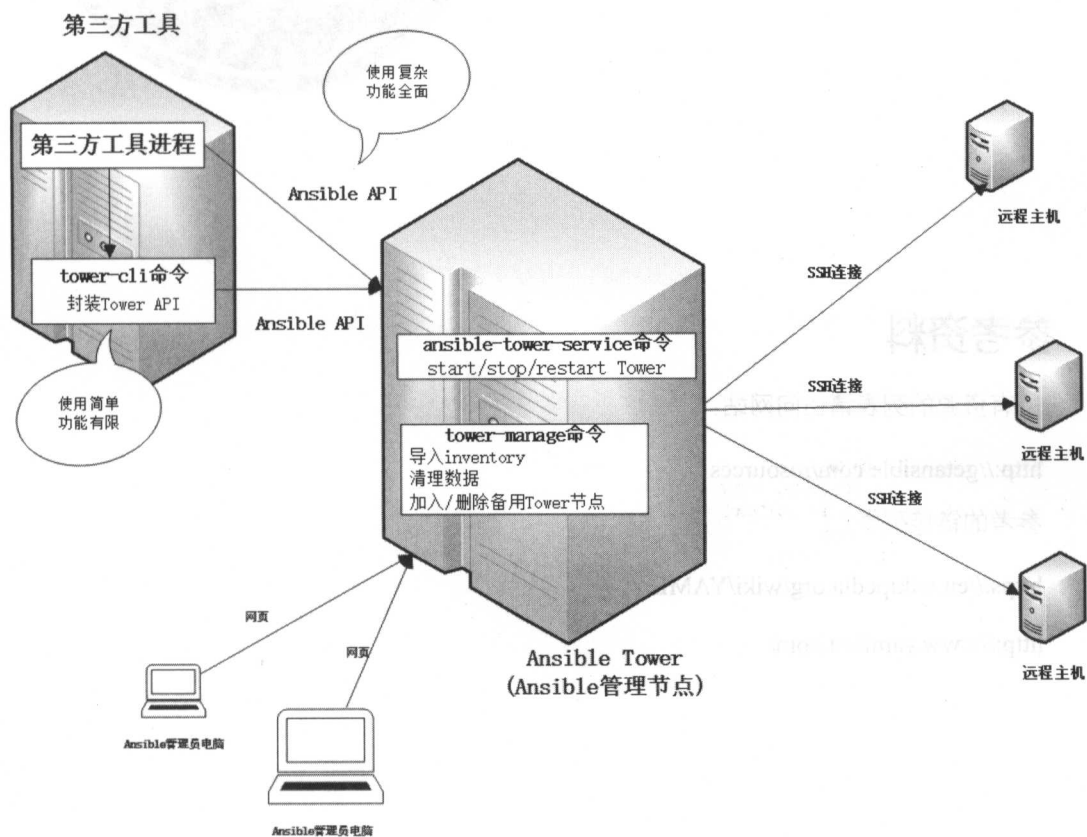 第三方工具
使用复杂
功能全面
第三方工具进程
Ansible API
tower-cli命令
封装Tower API
Ansible API
使用简单
功能有限
ansible-tower-service命令
start/stop/restart Tower
tower-manage命令
导入inventory
清理数据
加入/删除备用Tower节点
SSH连接
SSH连接
SSH连接
远程主机
远程主机
远程主机
网页
网页
Ansible Tower
(Ansible管理节点)
Ansible管理员电脑
Ansible管理员电脑
参考资料
http://getansible.com/resources